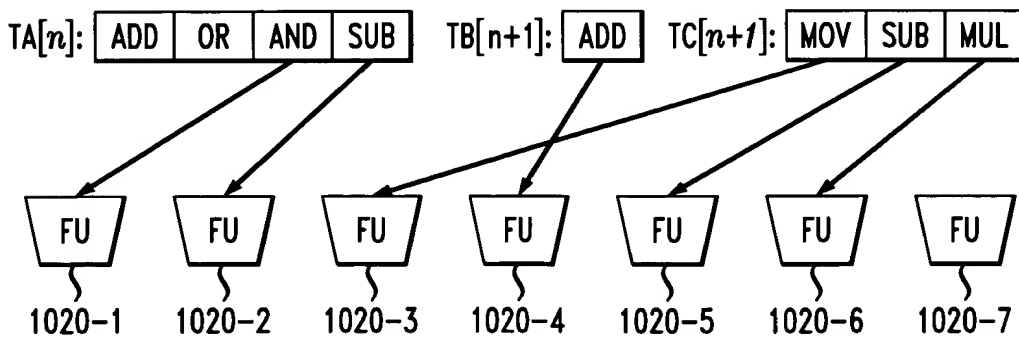 TA[n]: ADD OR AND SUB TB[n+1]: ADD TC[n+1]: MOV SUB MUL
FU FU FU FU FU FU FU
1020-1 1020-2 1020-3 1020-4 1020-5 1020-6 1020-7